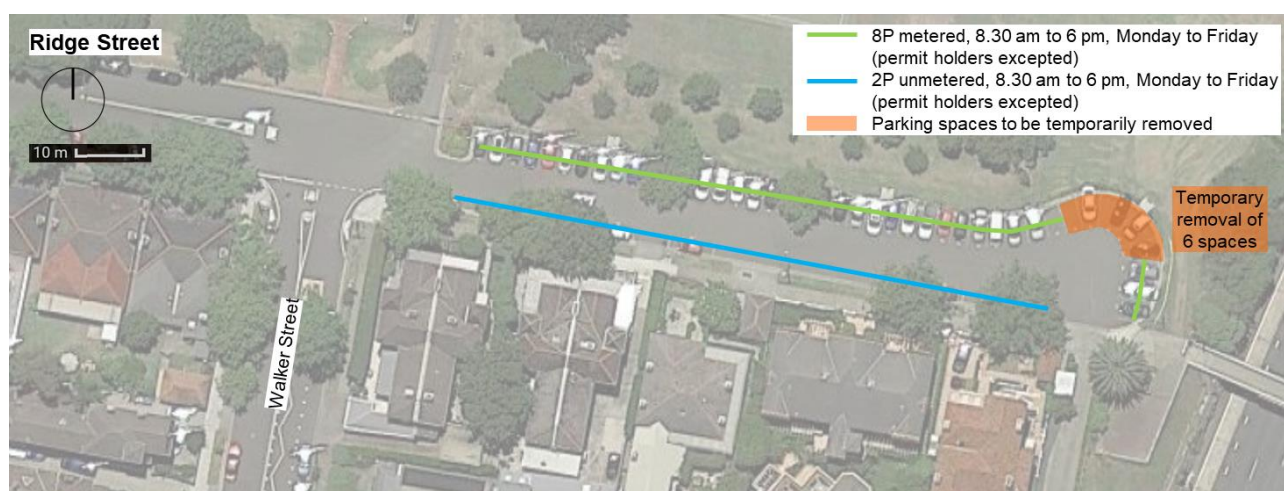 Ridge Street
10 m
Walker Street
8P metered, 8.30 am to 6 pm, Monday to Friday
(permit holders excepted)
2P unmetered, 8.30 am to 6 pm, Monday to Friday
(permit holders excepted)
Parking spaces to be temporarily removed
Temporary
removal of
6 spaces